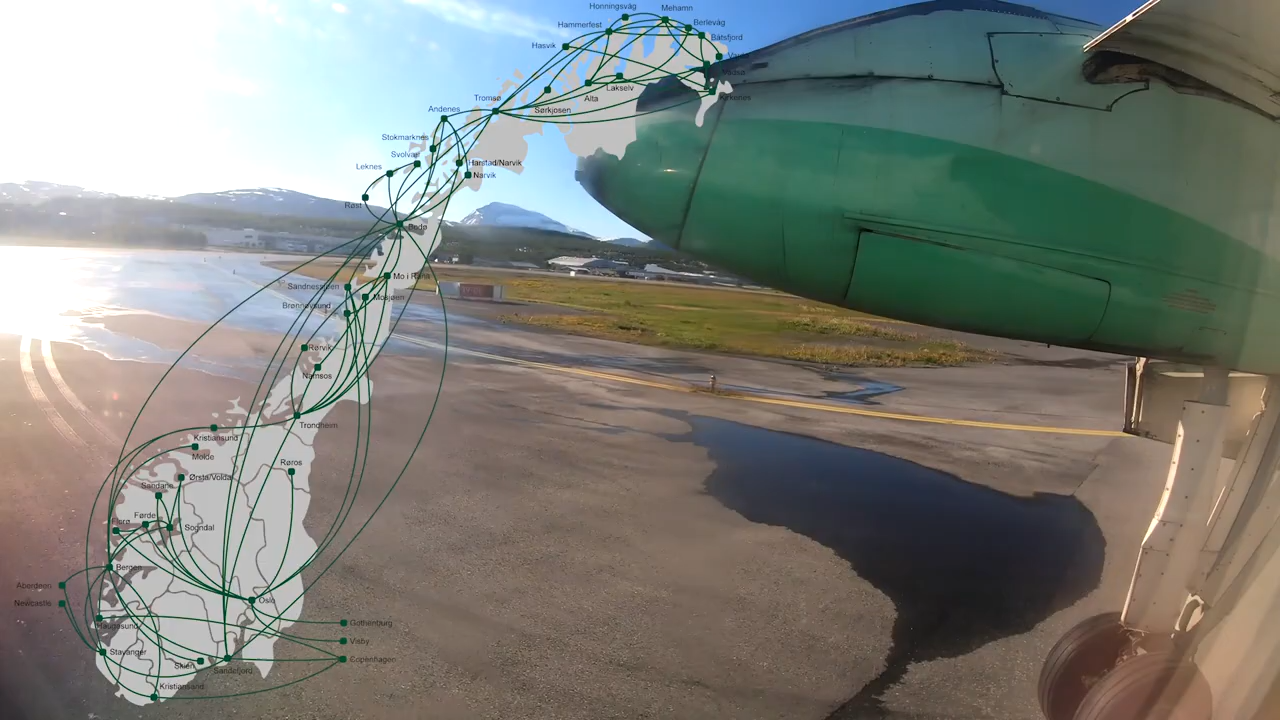 Honningsvåg
Mehamn
Hammerfest
Berlevåg
Båtsfjord
Hasvik
Vadsø
Kirkenes
Lakselv
Alta
Sørkjosen
Tromsø
Andenes
Stokmarknes
Svolvær
Harstad/Narvik
Leknes
Narvik
Røst
Bodø
Mo i Rana
Sandnessjøen
Mosjøen
Brønnøysund
Rørvik
Namsos
Trondheim
Kristiansund
Molde
Røros
Ørsta/Volda
Sandane
Førde
Florø
Sogndal
Bergen
Aberdeen
Oslo
Newcastle
Haugesund
Gothenburg
Visby
Stavanger
Copenhagen
Skien
Sandefjord
Kristiansand